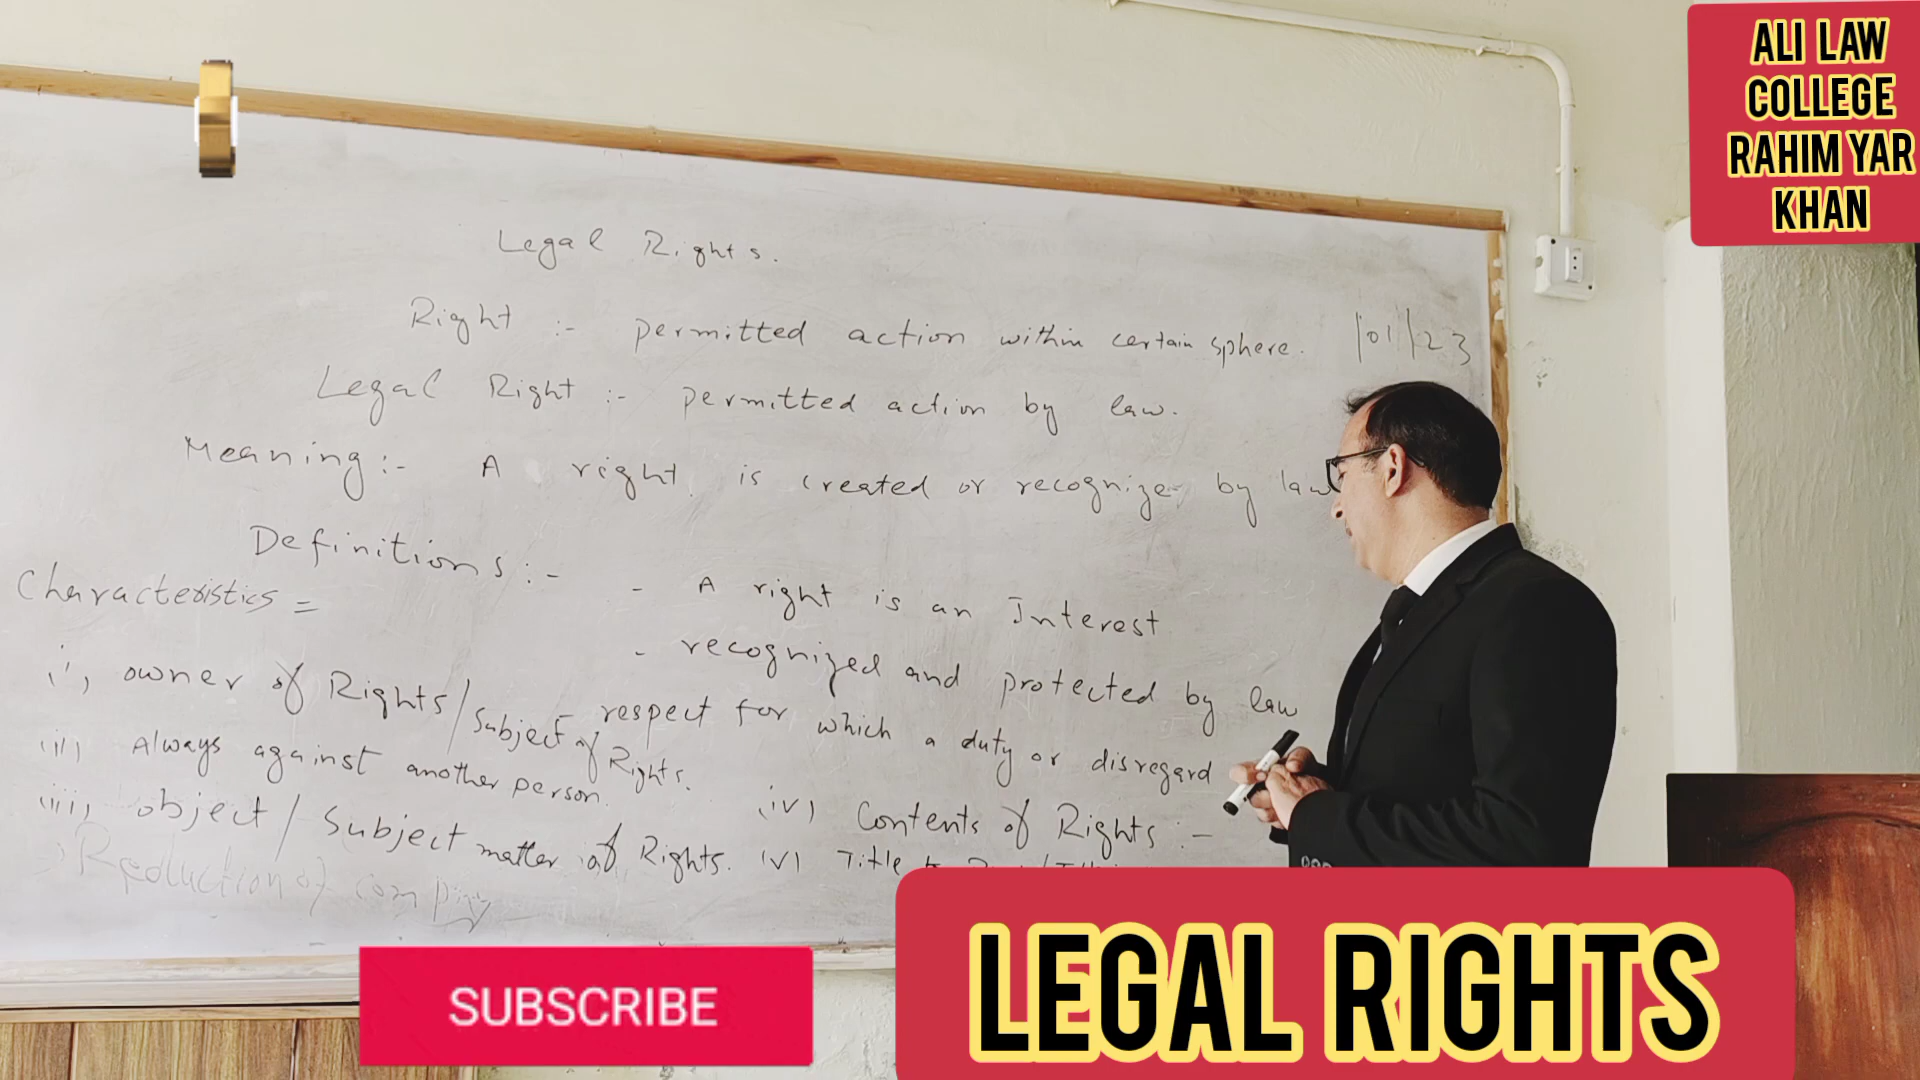 ALI LAW
COLLEGE
RAHIM YAR
KHAN
Legal Rights.
Right :- permitted action within certain sphere. /01/23
Legal Right :- permitted action by law.
Meaning :- A right is created or recognize by law
Definitions :-
- A right is an Interest
- recognized and protected by law
respect for which a duty or disregard
Characteristics =
i, owner of Rights/Subject of Rights.
(ii) Always against another person.
(iii) object/Subject matter of Rights.
(iv) Contents of Rights :-
(v) Title
Reduction of
SUBSCRIBE
LEGAL RIGHTS